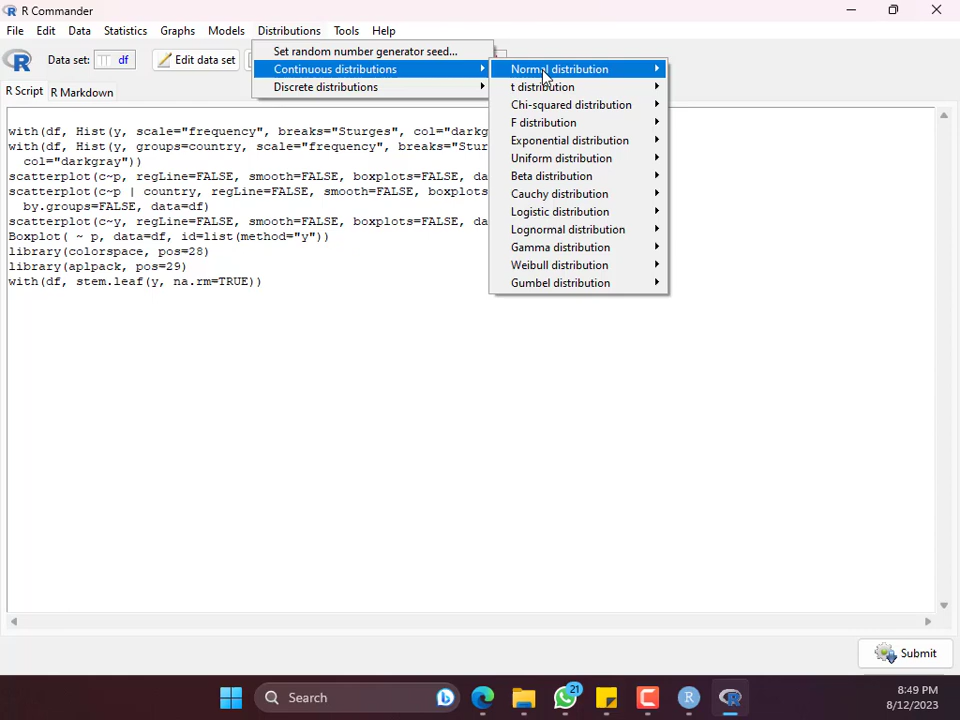 R Commander
File Edit Data Statistics Graphs Models Distributions Tools Help
Data set: df Edit data set
R Script R Markdown
Set random number generator seed...
Continuous distributions
Discrete distributions
Normal distribution
t distribution
Chi-squared distribution
F distribution
Exponential distribution
Uniform distribution
Beta distribution
Cauchy distribution
Logistic distribution
Lognormal distribution
Gamma distribution
Weibull distribution
Gumbel distribution
with(df, Hist(y, scale="frequency", breaks="Sturges", col="darkg
with(df, Hist(y, groups=country, scale="frequency", breaks="Stur
col="darkgray"))
scatterplot(c~p, regLine=FALSE, smooth=FALSE, boxplots=FALSE, da
scatterplot(c~p | country, regLine=FALSE, smooth=FALSE, boxplots
by.groups=FALSE, data=df)
scatterplot(c~y, regLine=FALSE, smooth=FALSE, boxplots=FALSE, da
Boxplot( ~ p, data=df, id=list(method="y"))
library(colorspace, pos=28)
library(aplpack, pos=29)
with(df, stem.leaf(y, na.rm=TRUE))
Submit
Search
21
8:49 PM
8/12/2023